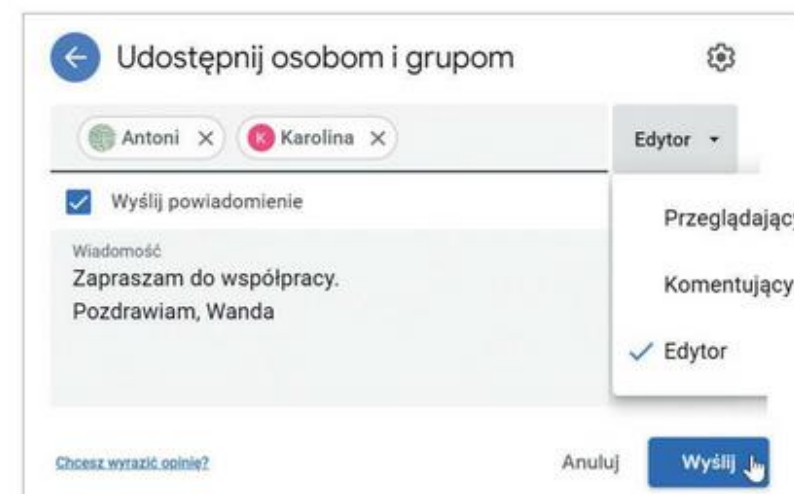 Udostępnij osobom i grupom
Antoni
K Karolina
Edytor
Wyślij powiadomienie
Przeglądający
Wiadomość
Zapraszam do współpracy.
Pozdrawiam, Wanda
Komentujący
Edytor
Chcesz wyrazić opinię?
Anuluj
Wyślij